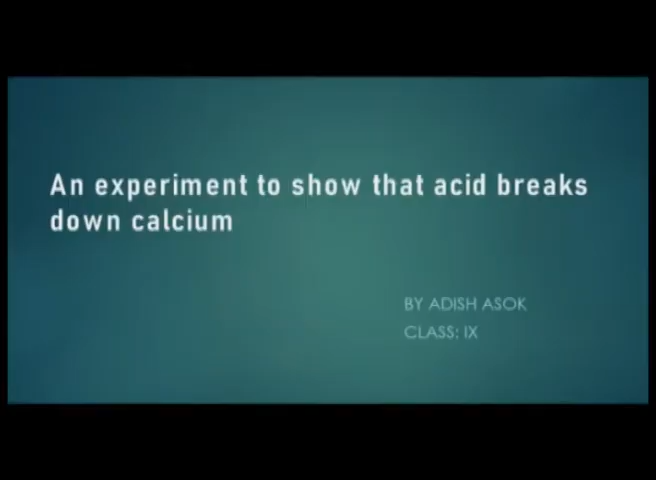 An experiment to show that acid breaks
down calcium
BY ADISH ASOK
CLASS: IX